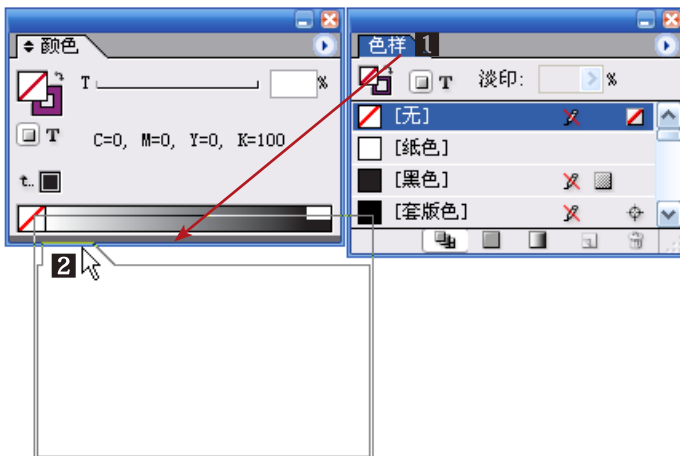 颜色
T %
T C=0, M=0, Y=0, K=100
t..
2
色样 1
T 淡印: %
[无]
[纸色]
[黑色]
[套版色]